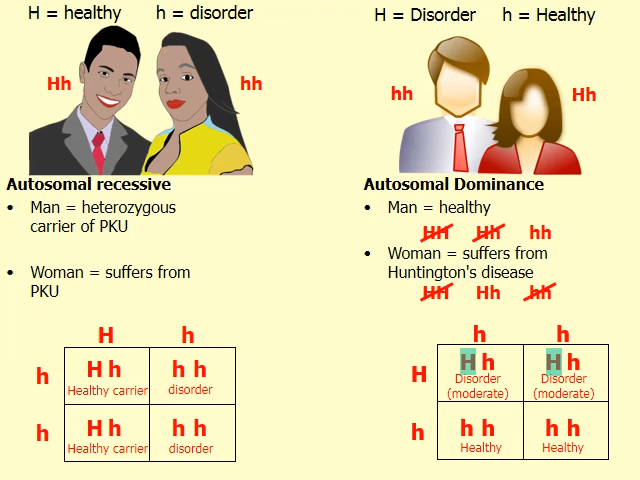 H = healthy h = disorder
Hh
hh
Autosomal recessive
• Man = heterozygous
carrier of PKU
• Woman = suffers from
PKU
H h
h H h h h
Healthy carrier disorder
h H h h h
Healthy carrier disorder
H = Disorder h = Healthy
hh
Hh
Autosomal Dominance
• Man = healthy
HH Hh hh
• Woman = suffers from
Huntington's disease
HH Hh hh
h h
H H h H h
Disorder Disorder
(moderate) (moderate)
h h h h h
Healthy Healthy